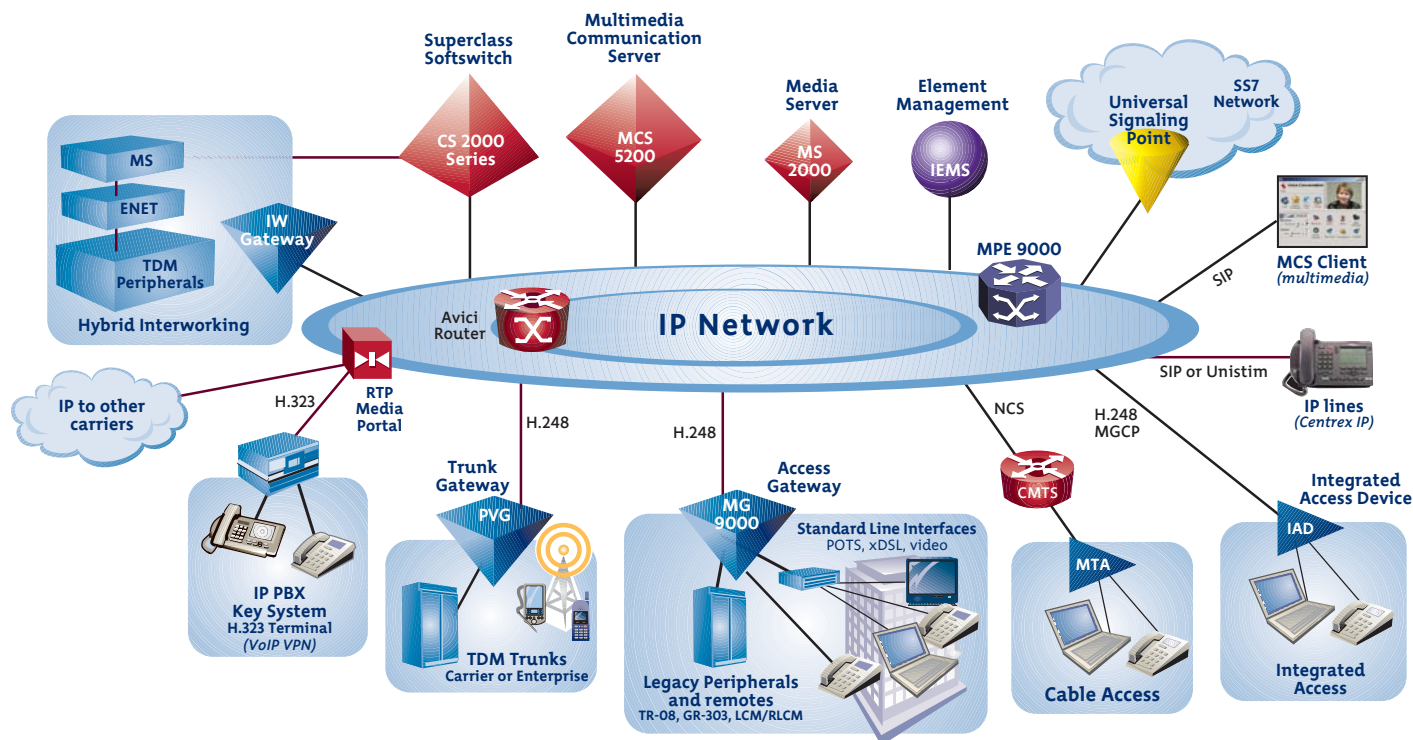 Superclass
Softswitch
Multimedia
Communication
Server
Media
Server
Element
Management
Universal
Signaling
Point
SS7
Network
CS 2000
Series
MCS
5200
MS
2000
IEMS
MS
ENET
TDM
Peripherals
Hybrid Interworking
IW
Gateway
MPE 9000
SIP
MCS Client
(multimedia)
Avici
Router
IP Network
RTP
Media
Portal
IP to other
carriers
H.323
H.248
H.248
NCS
H.248
MGCP
SIP or Unistim
IP lines
(Centrex IP)
IP PBX
Key System
H.323 Terminal
(VoIP VPN)
Trunk
Gateway
PVG
TDM Trunks
Carrier or Enterprise
Access
Gateway
MG
9000
Standard Line Interfaces
POTS, xDSL, video
Legacy Peripherals
and remotes
TR-08, GR-303, LCM/RLCM
CMTS
MTA
Cable Access
Integrated
Access Device
IAD
Integrated
Access